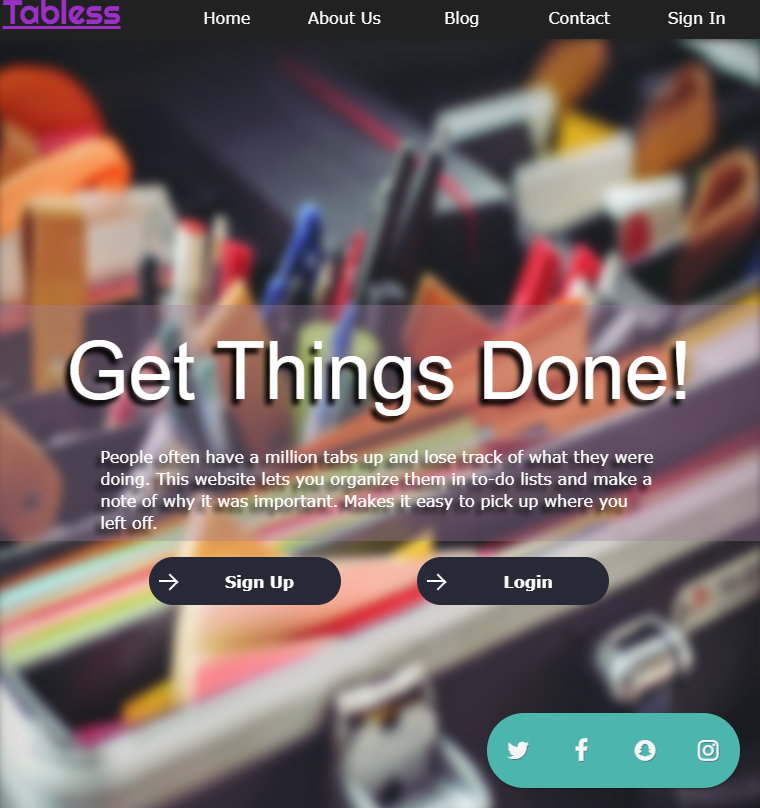 Tabless
Home About Us Blog Contact Sign In
Get Things Done!
People often have a million tabs up and lose track of what they were
doing. This website lets you organize them in to-do lists and make a
note of why it was important. Makes it easy to pick up where you
left off.
Sign Up
Login